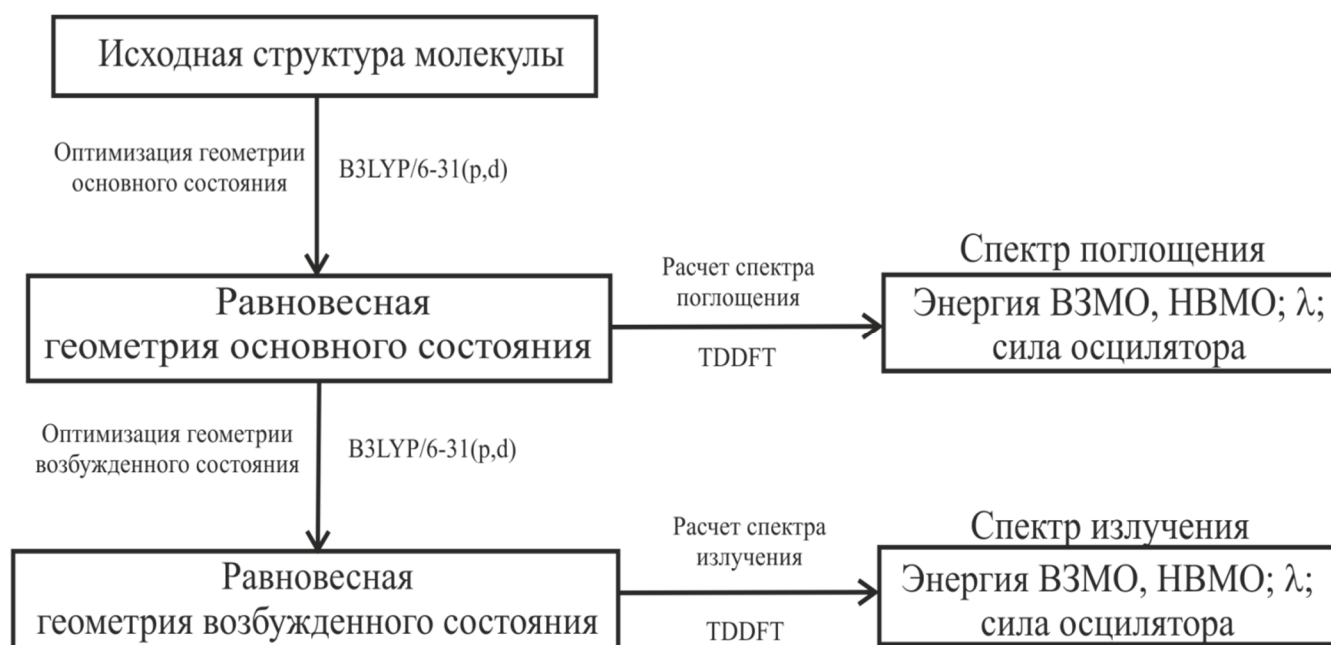 Исходная структура молекулы
Оптимизация геометрии
основного состояния
B3LYP/6-31(p,d)
Равновесная
геометрия основного состояния
Расчет спектра
поглощения
TDDFT
Спектр поглощения
Энергия ВЗМО, НВМО; λ;
сила осцилятора
Оптимизация геометрии
возбужденного состояния
B3LYP/6-31(p,d)
Равновесная
геометрия возбужденного состояния
Расчет спектра
излучения
TDDFT
Спектр излучения
Энергия ВЗМО, НВМО; λ;
сила осцилятора